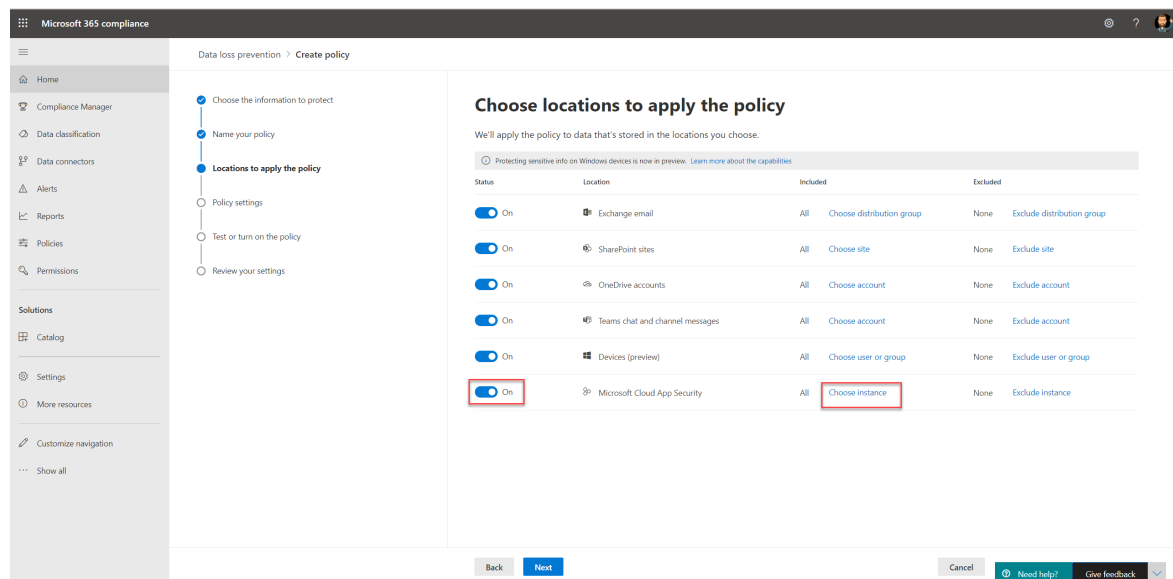 Microsoft 365 compliance
?
Data loss prevention > Create policy
Home
Compliance Manager
Data classification
Data connectors
Alerts
Reports
Policies
Permissions
Solutions
Catalog
Settings
More resources
Customize navigation
Show all
Choose the information to protect
Name your policy
Locations to apply the policy
Policy settings
Test or turn on the policy
Review your settings
Choose locations to apply the policy
We'll apply the policy to data that's stored in the locations you choose.
Protecting sensitive info on Windows devices is now in preview. Learn more about the capabilities
Status Location Included Excluded
On Exchange email All Choose distribution group None Exclude distribution group
On SharePoint sites All Choose site None Exclude site
On OneDrive accounts All Choose account None Exclude account
On Teams chat and channel messages All Choose account None Exclude account
On Devices (preview) All Choose user or group None Exclude user or group
On Microsoft Cloud App Security All Choose instance None Exclude instance
Back Next Cancel Need help? Give feedback